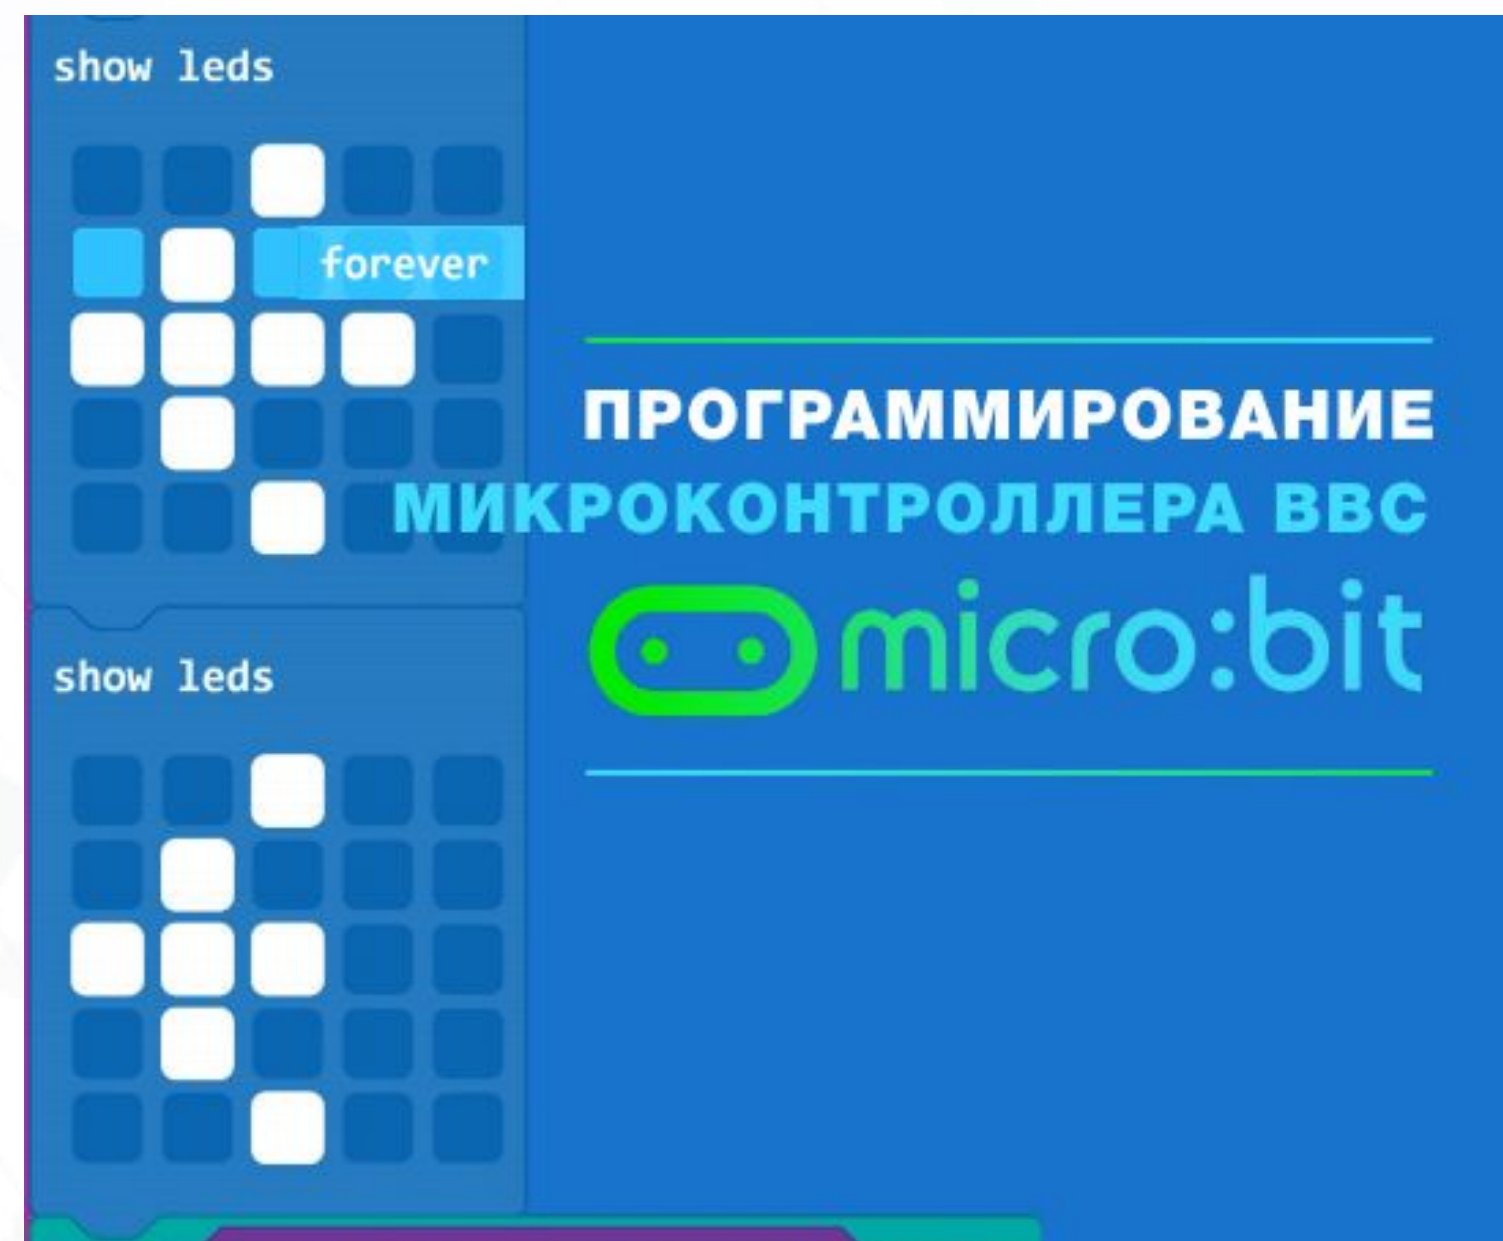 show leds
forever
ПРОГРАММИРОВАНИЕ
МИКРОКОНТРОЛЛЕРА BBC
micro:bit
show leds